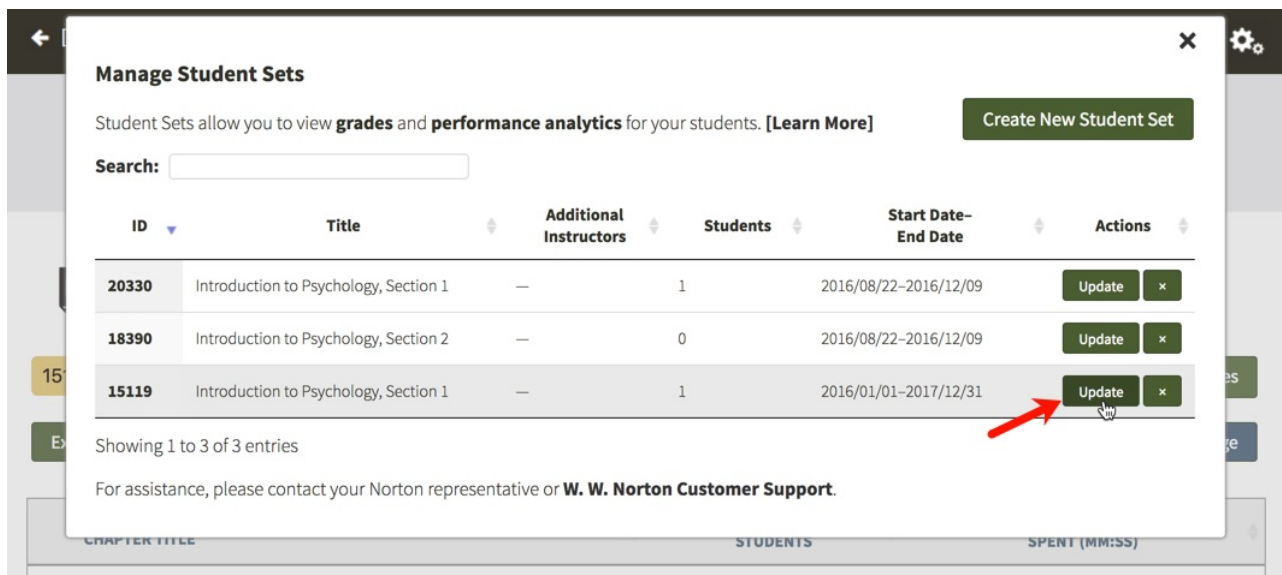 Manage Student Sets
Student Sets allow you to view grades and performance analytics for your students. [Learn More]
Create New Student Set
Search:
ID Title Additional Instructors Students Start Date– End Date Actions
20330 Introduction to Psychology, Section 1 — 1 2016/08/22–2016/12/09 Update ×
18390 Introduction to Psychology, Section 2 — 0 2016/08/22–2016/12/09 Update ×
15119 Introduction to Psychology, Section 1 — 1 2016/01/01–2017/12/31 Update ×
Showing 1 to 3 of 3 entries
For assistance, please contact your Norton representative or W. W. Norton Customer Support.
CHAPTER TITLE STUDENTS SPENT (MM:SS)